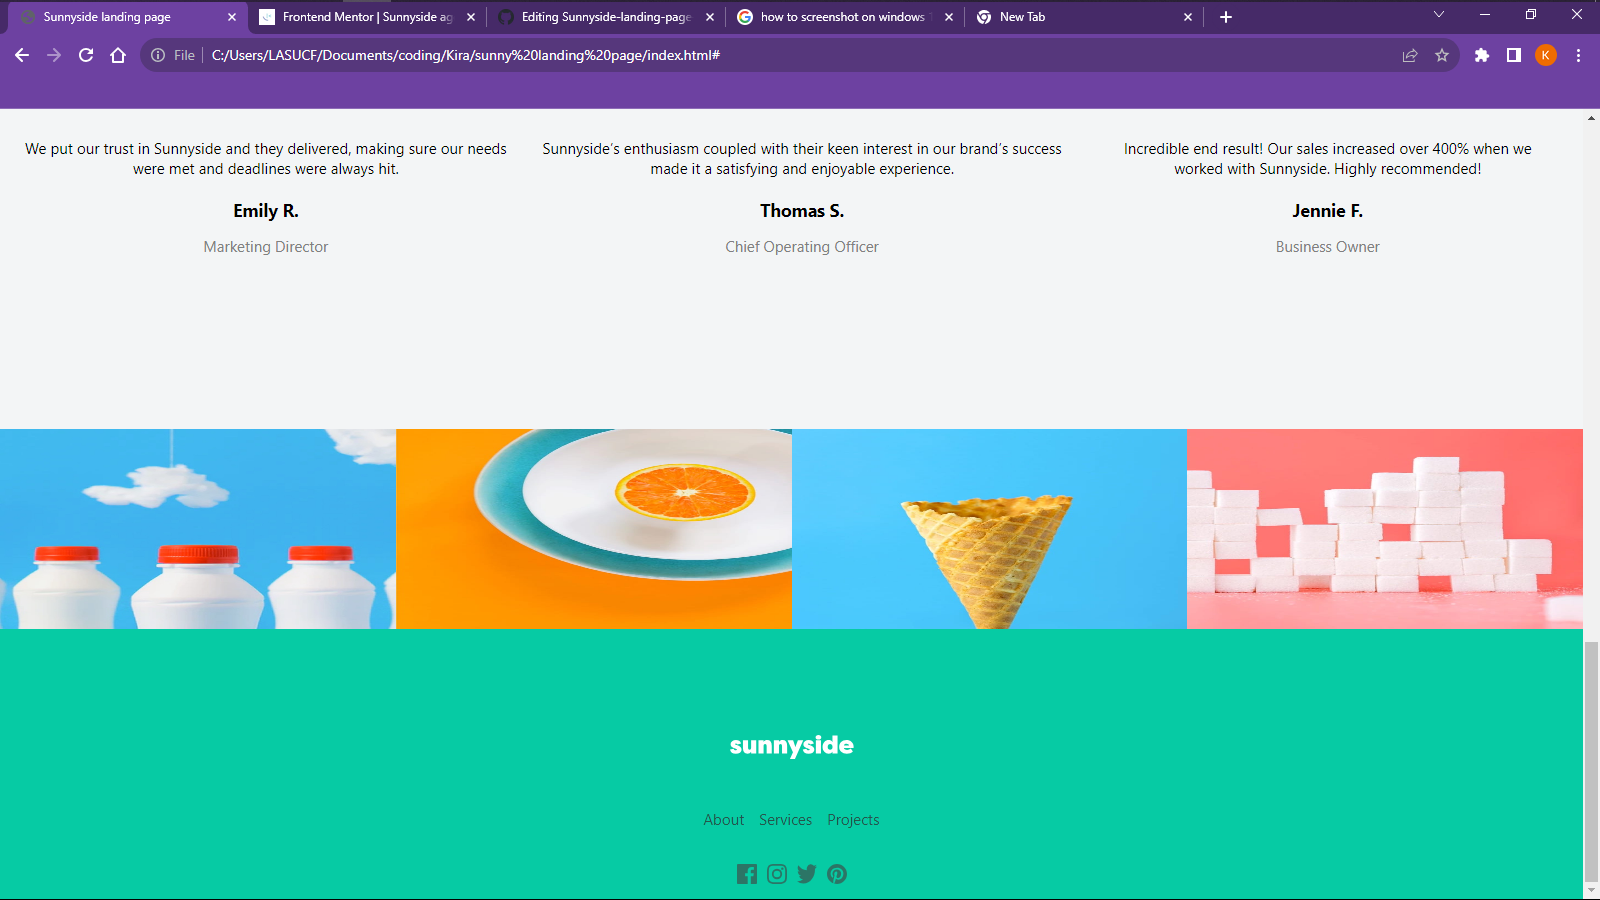 Sunnyside landing page
Frontend Mentor | Sunnyside ag
Editing Sunnyside-landing-page
how to screenshot on windows 1
New Tab
File
C:/Users/LASUCF/Documents/coding/Kira/sunny%20landing%20page/index.html#
K
We put our trust in Sunnyside and they delivered, making sure our needs
were met and deadlines were always hit.
Emily R.
Marketing Director
Sunnyside’s enthusiasm coupled with their keen interest in our brand’s success
made it a satisfying and enjoyable experience.
Thomas S.
Chief Operating Officer
Incredible end result! Our sales increased over 400% when we
worked with Sunnyside. Highly recommended!
Jennie F.
Business Owner
sunnyside
About Services Projects